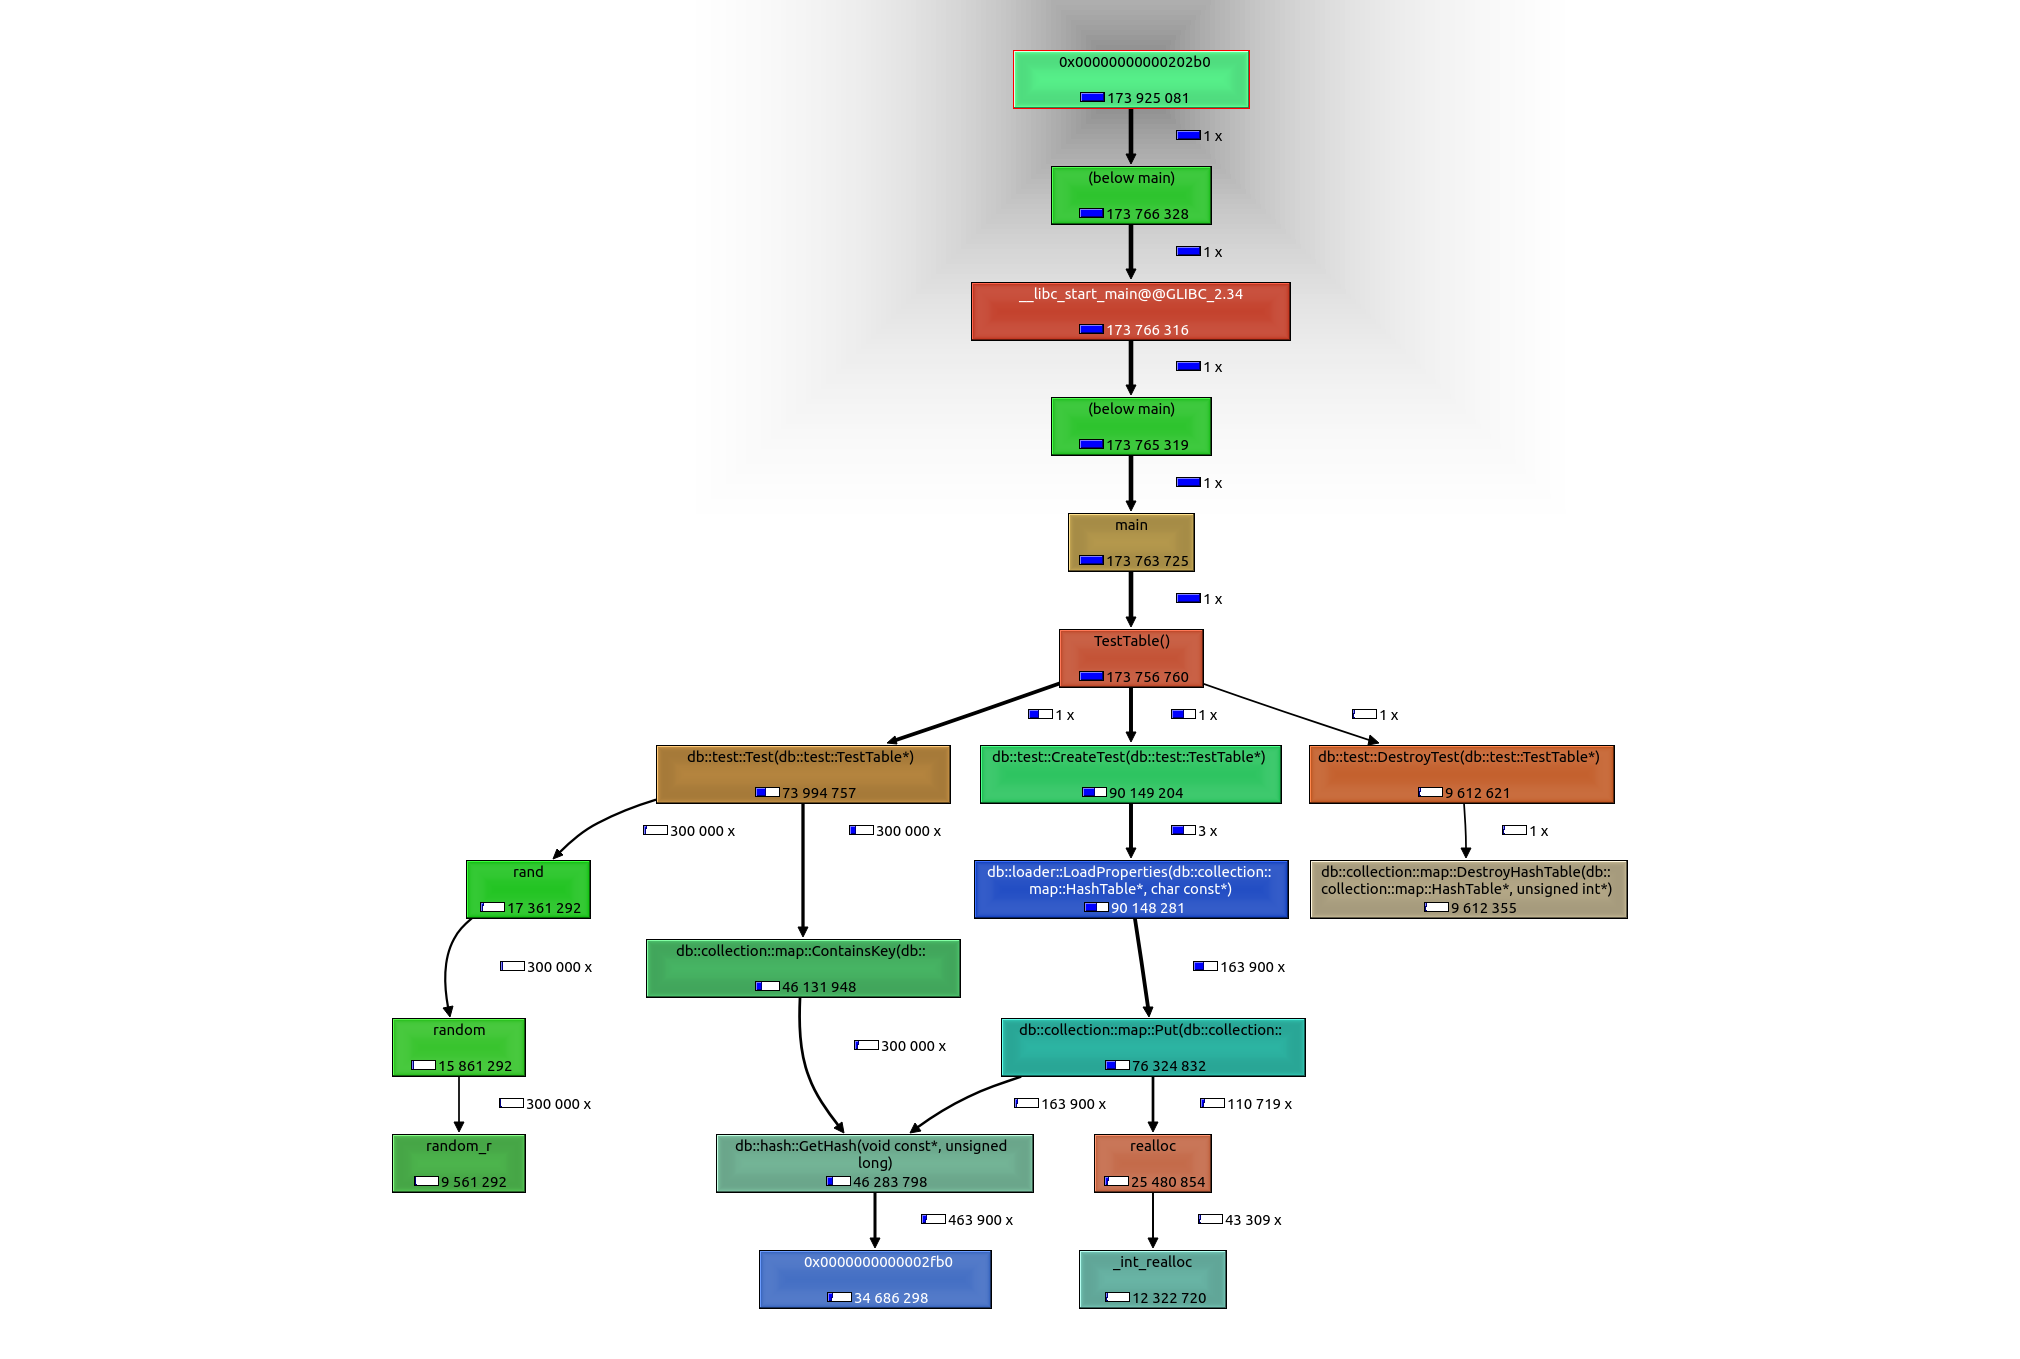 0x00000000000202b0
173 925 081
1 x
(below main)
173 766 328
1 x
__libc_start_main@@GLIBC_2.34
173 766 316
1 x
(below main)
173 765 319
1 x
main
173 763 725
1 x
TestTable()
173 756 760
1 x
1 x
1 x
db::test::Test(db::test::TestTable*)
73 994 757
db::test::CreateTest(db::test::TestTable*)
90 149 204
db::test::DestroyTest(db::test::TestTable*)
9 612 621
300 000 x
300 000 x
3 x
1 x
rand
17 361 292
db::loader::LoadProperties(db::collection::
map::HashTable*, char const*)
90 148 281
db::collection::map::DestroyHashTable(db::
collection::map::HashTable*, unsigned int*)
9 612 355
db::collection::map::ContainsKey(db::
46 131 948
300 000 x
163 900 x
random
15 861 292
300 000 x
db::collection::map::Put(db::collection::
76 324 832
300 000 x
163 900 x
110 719 x
random_r
9 561 292
db::hash::GetHash(void const*, unsigned
long)
46 283 798
realloc
25 480 854
463 900 x
43 309 x
0x0000000000002fb0
34 686 298
_int_realloc
12 322 720